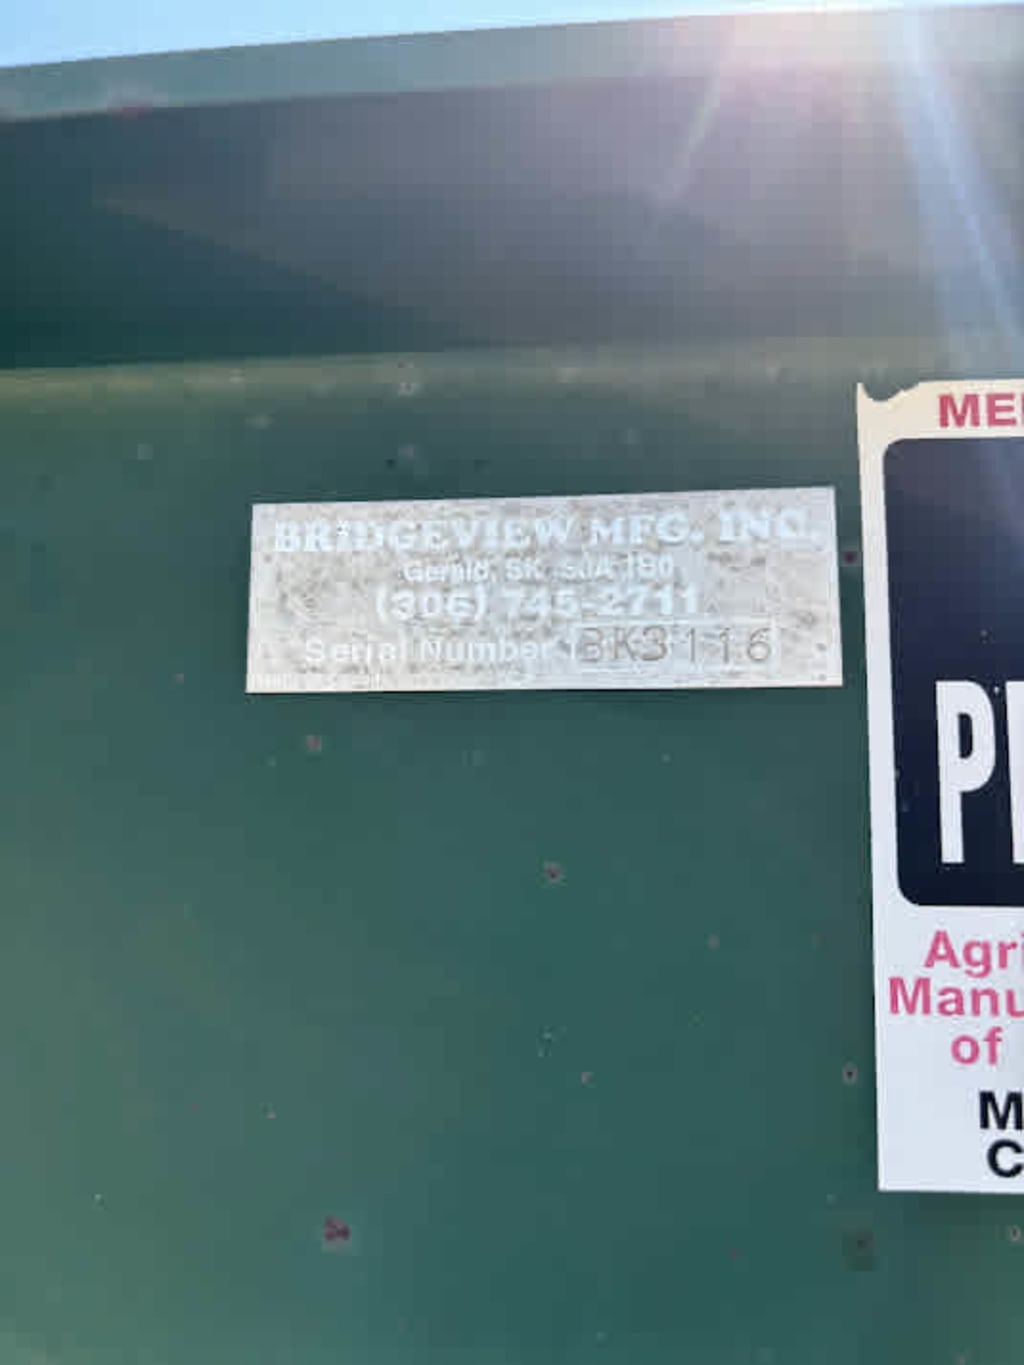 BRIDGEVIEW MFG. INC.
Gerald, SK. S0A 1B0
(306) 745-2711
Serial Number BK3116
ME
P
Agri
Manu
of
M
C